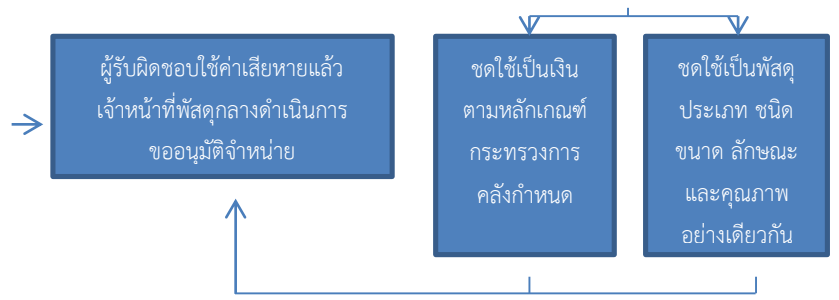 ผู้รับผิดชอบใช้ค่าเสียหายแล้ว
เจ้าหน้าที่พัสดุกลางดำเนินการ
ขออนุมัติจำหน่าย
ชดใช้เป็นเงิน
ตามหลักเกณฑ์
กระทรวงการ
คลังกำหนด
ชดใช้เป็นพัสดุ
ประเภท ชนิด
ขนาด ลักษณะ
และคุณภาพ
อย่างเดียวกัน